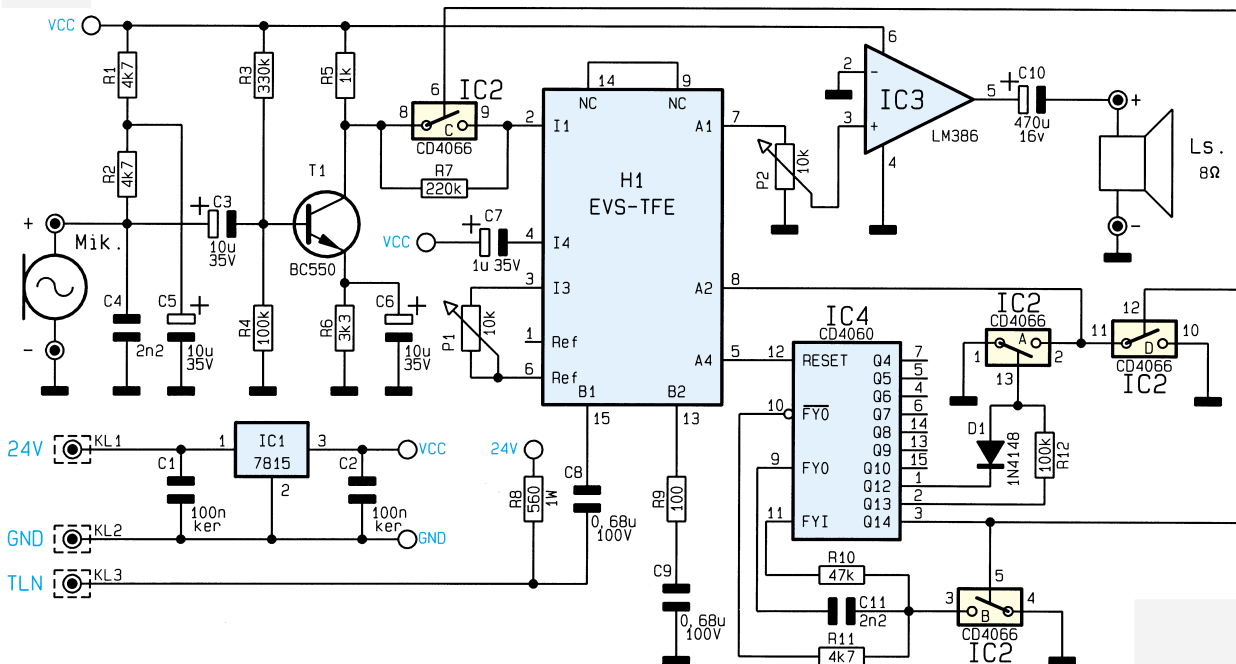 VCC
R1
4k7
R2
4k7
R3
330k
R5
1k
6
IC2
8
C
9
CD4066
R7
220k
T1
BC550
+
Mik.
-
+
C3
10u
35V
C4
2n2
C5
+
10u
35V
R4
100k
R6
3k3
C6
+
10u
35V
VCC
+
C7
1u
35V
P1
10k
14
9
NC
NC
2
I1
A1
7
H1
EVS-TFE
4
I4
3
I3
A2
8
1
Ref
A4
5
6
Ref
B1
B2
15
13
P2
10k
6
2
-
IC3
3
+
5
LM386
4
+
C10
470u
16v
+
Ls.
8Ω
-
IC4
CD4060
12
RESET
Q4
7
Q5
5
Q6
4
10
FY0
Q7
6
Q8
14
Q9
13
9
FY0
Q10
15
Q12
1
Q13
2
11
FYI
Q14
3
IC2
CD4066
1
A
2
13
12
11
D
10
CD4066
IC2
D1
1N4148
R12
100k
R10
47k
C11
2n2
R11
4k7
5
3
B
4
CD4066
IC2
24V
KL1
1
IC1
7815
3
2
VCC
C1
100n
ker
C2
100n
ker
GND
KL2
GND
TLN
KL3
24V
R8
560
1W
C8
0,68u
100V
R9
100
C9
0,68u
100V